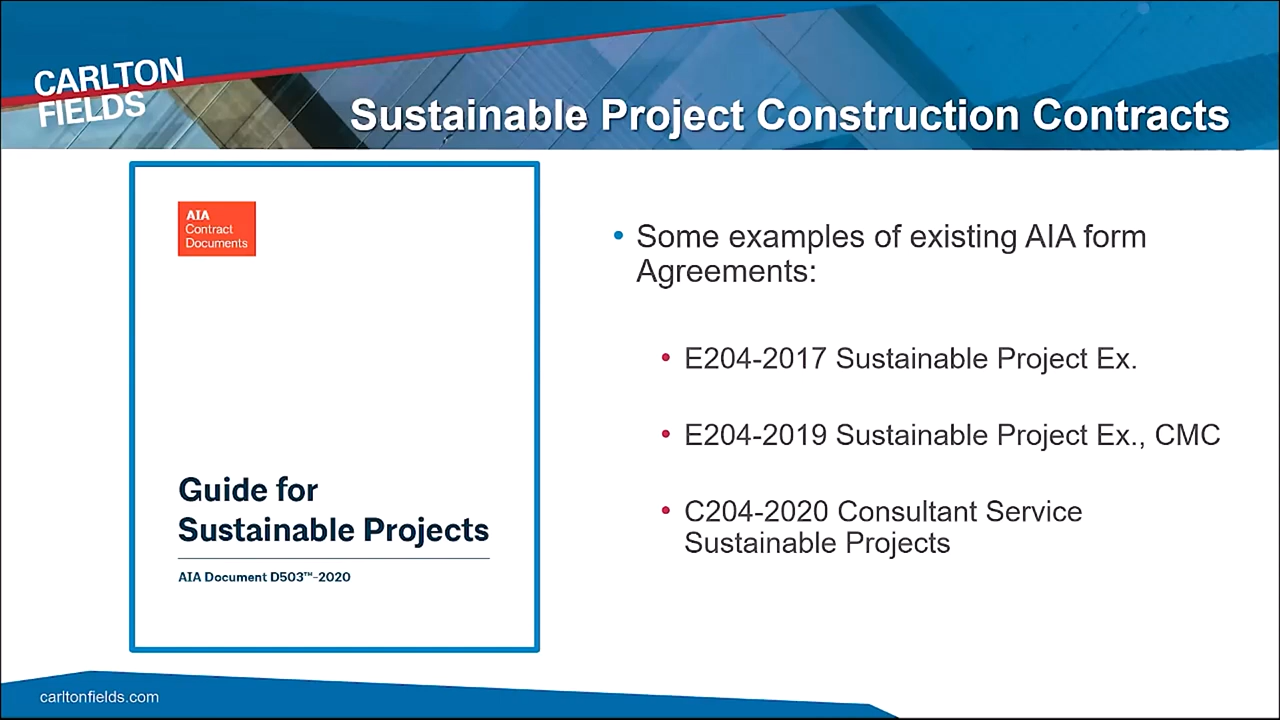 CARLTON
FIELDS
Sustainable Project Construction Contracts
AIA
Contract
Documents
Guide for
Sustainable Projects
AIA Document D503™–2020
• Some examples of existing AIA form
Agreements:
• E204-2017 Sustainable Project Ex.
• E204-2019 Sustainable Project Ex., CMC
• C204-2020 Consultant Service
Sustainable Projects
carltonfields.com